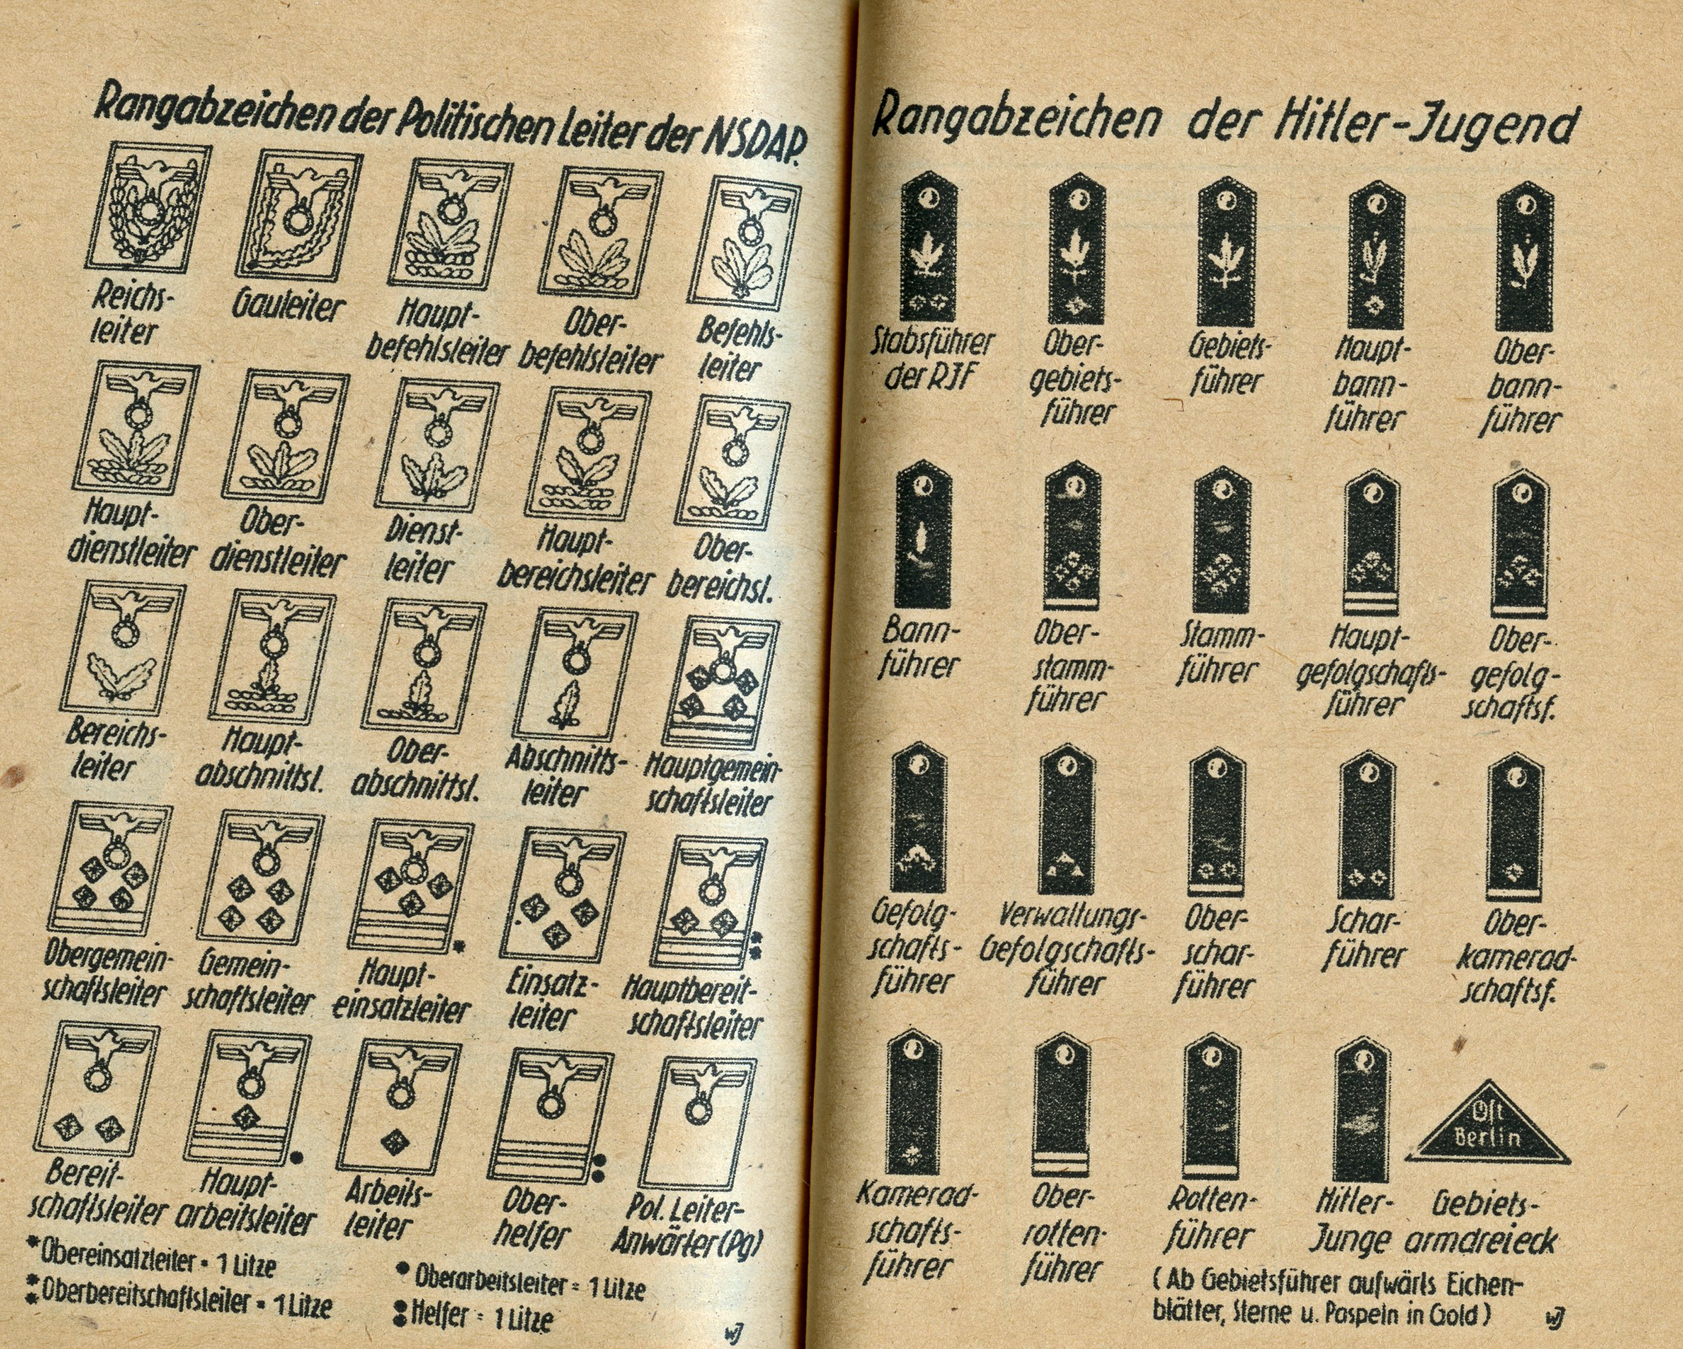 Rangabzeichen der Politischen Leiter der NSDAP.
Reichs-
leiter
Gauleiter
Haupt-
befehlsleiter
Ober-
befehlsleiter
Befehls-
leiter
Haupt-
dienstleiter
Ober-
dienstleiter
Dienst-
leiter
Haupt-
bereichsleiter
Ober-
bereichsl.
Bereichs-
leiter
Haupt-
abschnittsl.
Ober-
abschnittsl.
Abschnitts-
leiter
Hauptgemein-
schaftsleiter
Obergemein-
schaftsleiter
Gemein-
schaftsleiter
Haupt-
einsatzleiter
Einsatz-
leiter
Hauptbereit-
schaftsleiter
Bereit-
schaftsleiter
Haupt-
arbeitsleiter
Arbeits-
leiter
Ober-
helfer
Pol. Leiter-
Anwärter (Pg)
*Obereinsatzleiter = 1 Litze
** Oberbereitschaftsleiter = 1 Litze
● Oberarbeitsleiter = 1 Litze
●● Helfer = 1 Litze
WJ
Rangabzeichen der Hitler-Jugend
Stabsführer
der RJF
Ober-
gebiets-
führer
Gebiets-
führer
Haupt-
bann-
führer
Ober-
bann-
führer
Bann-
führer
Ober-
stamm-
führer
Stamm-
führer
Haupt-
gefolgschafts-
führer
Ober-
gefolg-
schaftsf.
Gefolg-
schafts-
führer
Verwaltungs-
Gefolgschafts-
führer
Ober-
schar-
führer
Schar-
führer
Ober-
kamerad-
schaftsf.
Kamerad-
schafts-
führer
Ober-
rotten-
führer
Rotten-
führer
Hitler-
Junge
Ost
Berlin
Gebiets-
armdreieck
(Ab Gebietsführer aufwärts Eichen-
blätter, Sterne u. Paspeln in Gold)
WJ